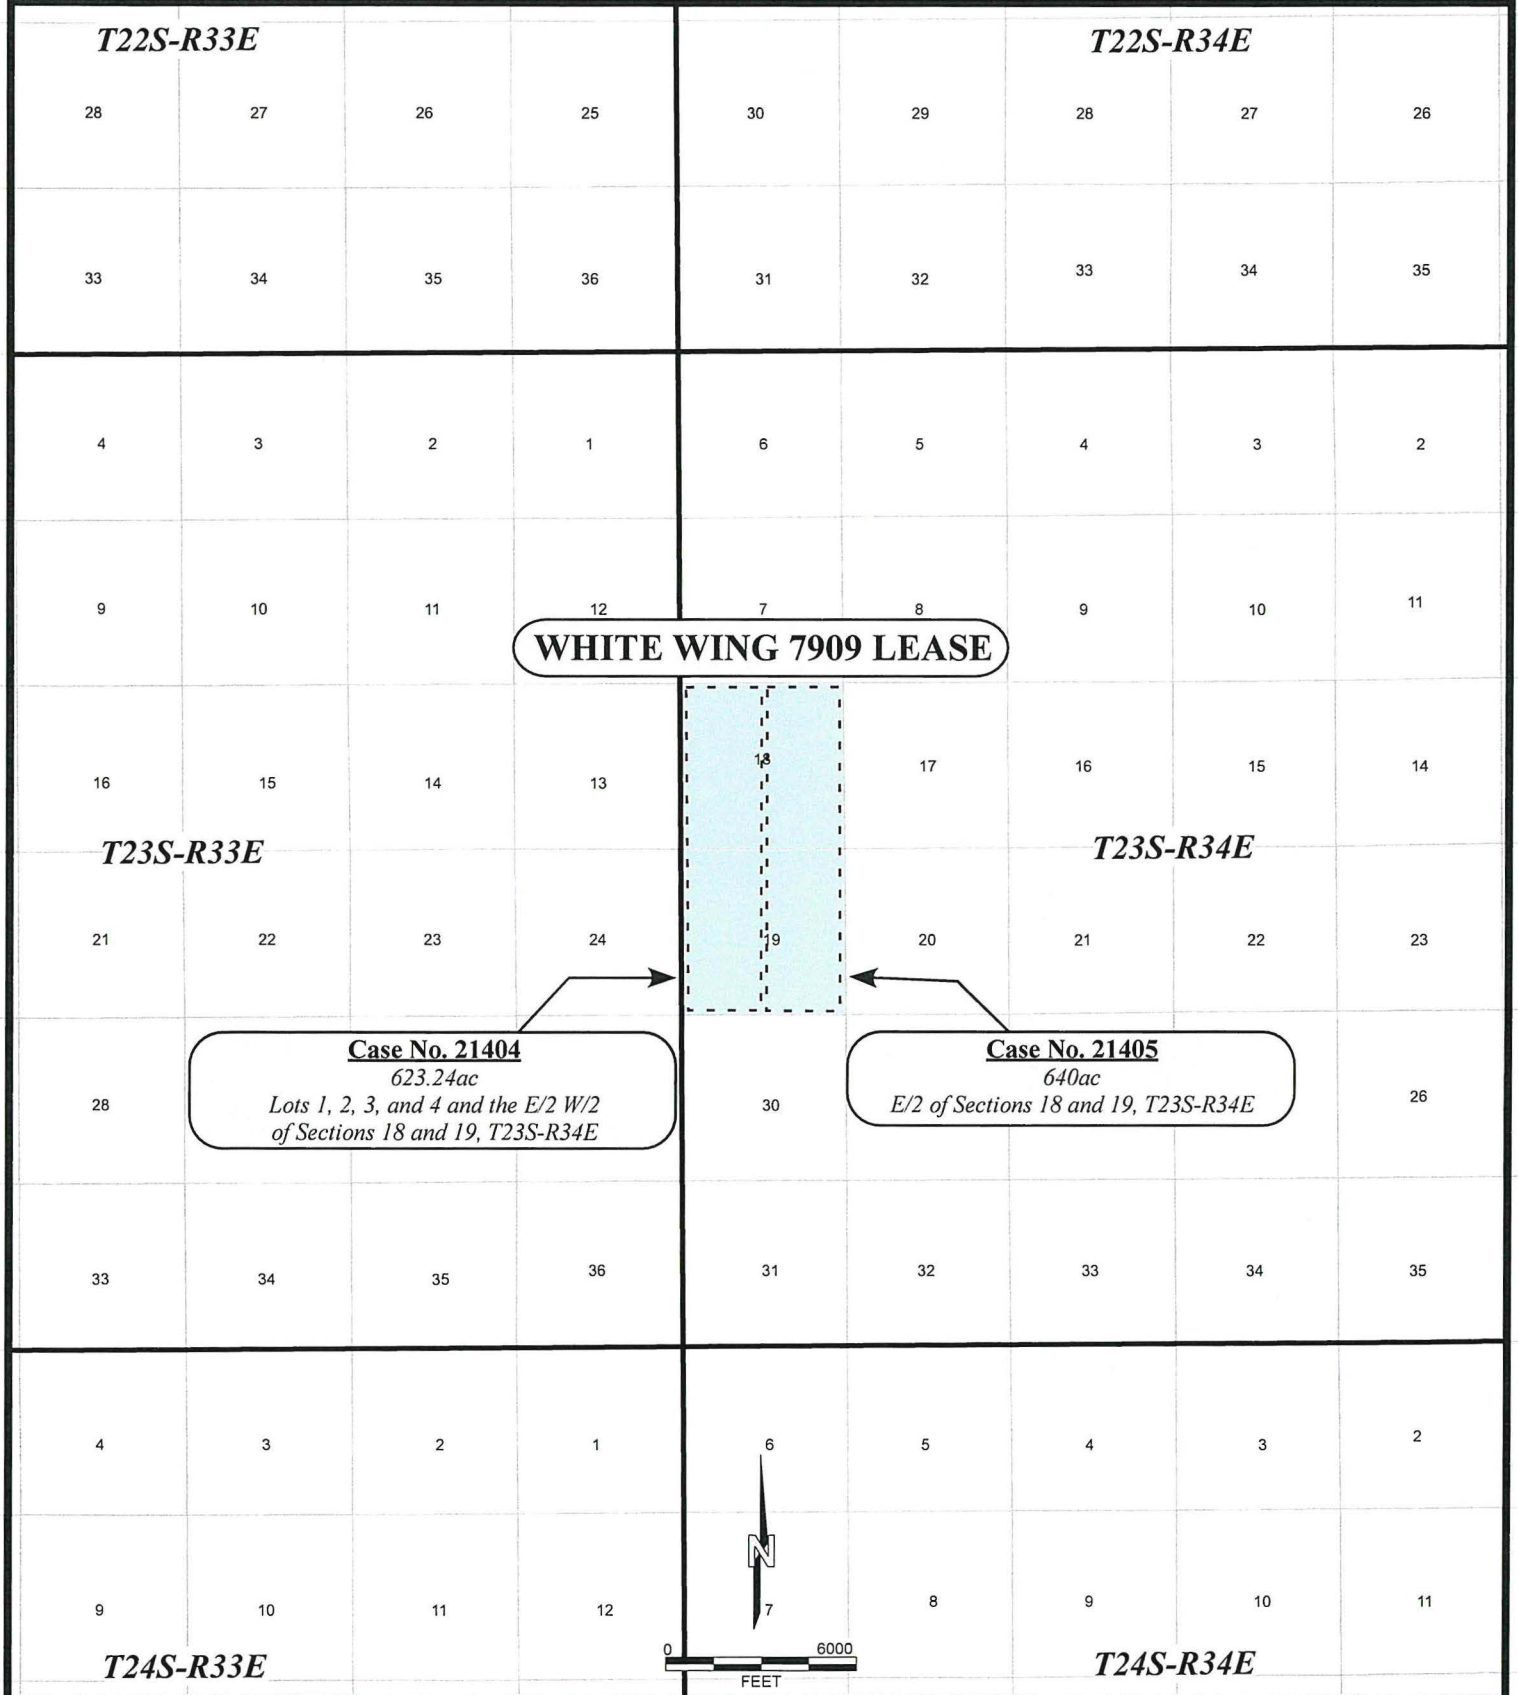 T22S-R33E T22S-R34E
28 27 26 25 30 29 28 27 26
33 34 35 36 31 32 33 34 35
4 3 2 1 6 5 4 3 2
9 10 11 12 7 8 9 10 11
WHITE WING 7909 LEASE
16 15 14 13 18 17 16 15 14
T23S-R33E T23S-R34E
21 22 23 24 19 20 21 22 23
Case No. 21404
623.24ac
Lots 1, 2, 3, and 4 and the E/2 W/2
of Sections 18 and 19, T23S-R34E
Case No. 21405
640ac
E/2 of Sections 18 and 19, T23S-R34E
28 30 26
33 34 35 36 31 32 33 34 35
4 3 2 1 6 5 4 3 2
N
9 10 11 12 7 8 9 10 11
0 6000
FEET
T24S-R33E T24S-R34E